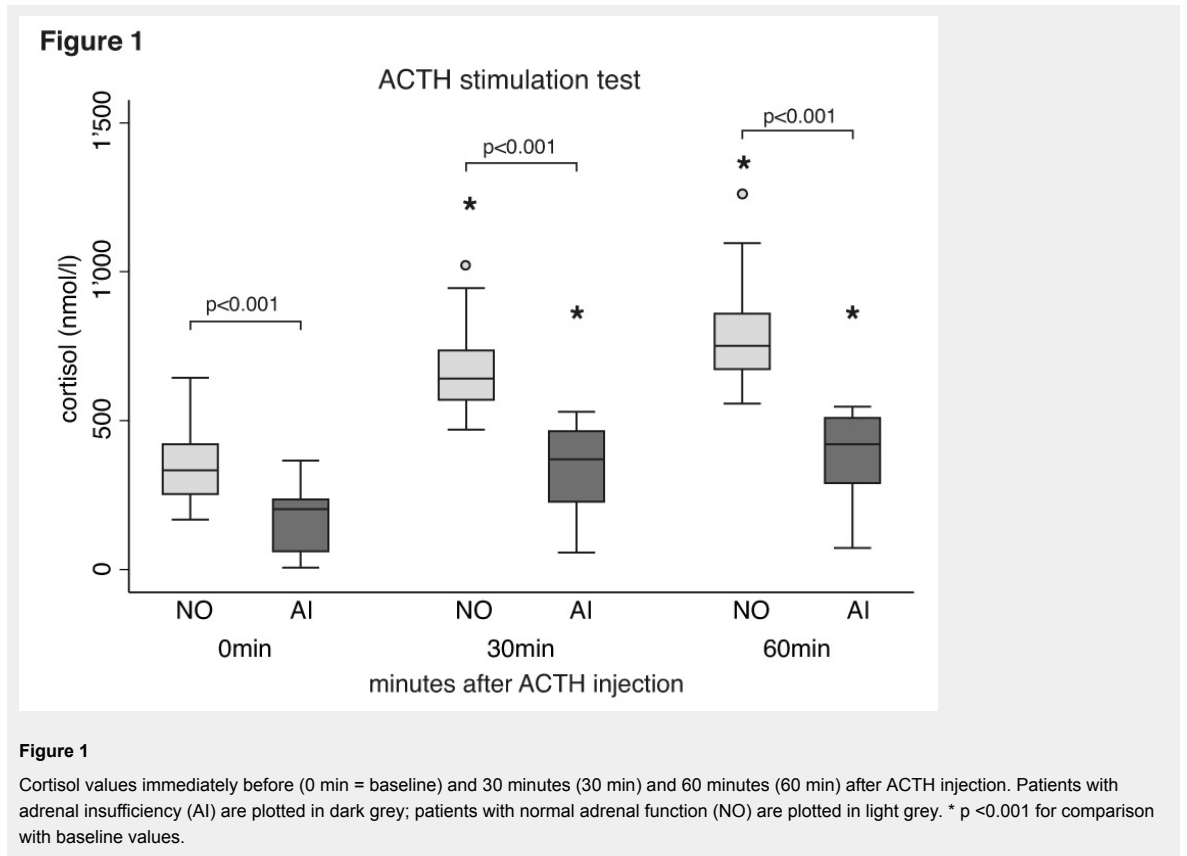 Figure 1
ACTH stimulation test
cortisol (nmol/l)
1'500
1'000
500
0
p<0.001
p<0.001
p<0.001
*
*
*
*
NO AI NO AI NO AI
0min 30min 60min
minutes after ACTH injection
Figure 1
Cortisol values immediately before (0 min = baseline) and 30 minutes (30 min) and 60 minutes (60 min) after ACTH injection. Patients with
adrenal insufficiency (AI) are plotted in dark grey; patients with normal adrenal function (NO) are plotted in light grey. * p <0.001 for comparison
with baseline values.